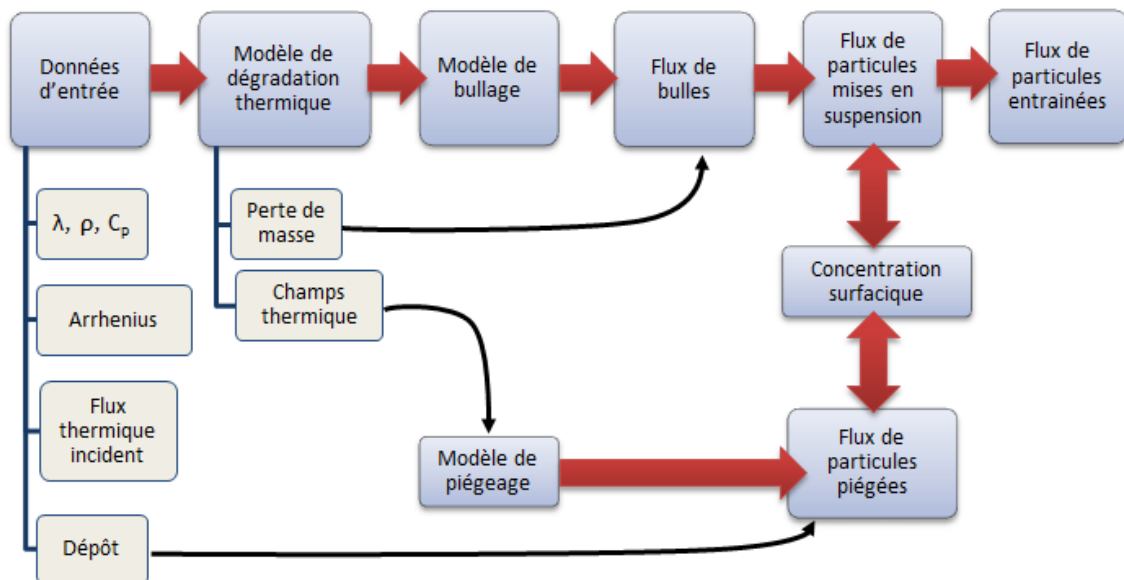 Données
d'entrée
Modèle de
dégradation
thermique
Modèle de
bullage
Flux de
bulles
Flux de
particules
mises en
suspension
Flux de
particules
entrainées
λ, ρ, Cp
Perte de
masse
Concentration
surfacique
Arrhenius
Champs
thermique
Flux
thermique
incident
Modèle de
piégeage
Flux de
particules
piégées
Dépôt